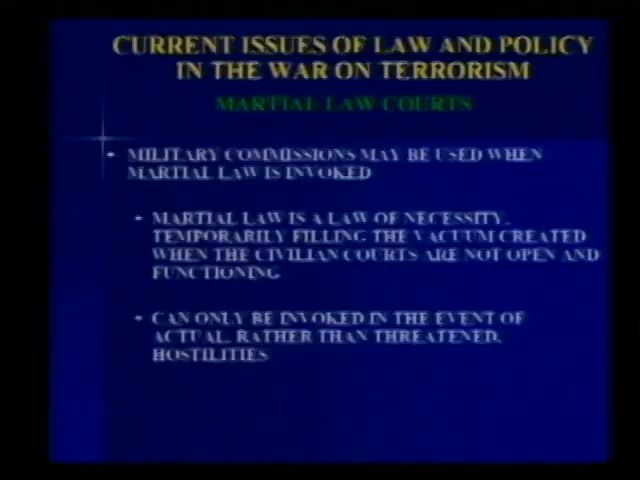 CURRENT ISSUES OF LAW AND POLICY
IN THE WAR ON TERRORISM
MARTIAL LAW COURTS
• MILITARY COMMISSIONS MAY BE USED WHEN
MARTIAL LAW IS INVOKED
• MARTIAL LAW IS A LAW OF NECESSITY,
TEMPORARILY FILLING THE VACUUM CREATED
WHEN THE CIVILIAN COURTS ARE NOT OPEN AND
FUNCTIONING
• CAN ONLY BE INVOKED IN THE EVENT OF
ACTUAL, RATHER THAN THREATENED,
HOSTILITIES